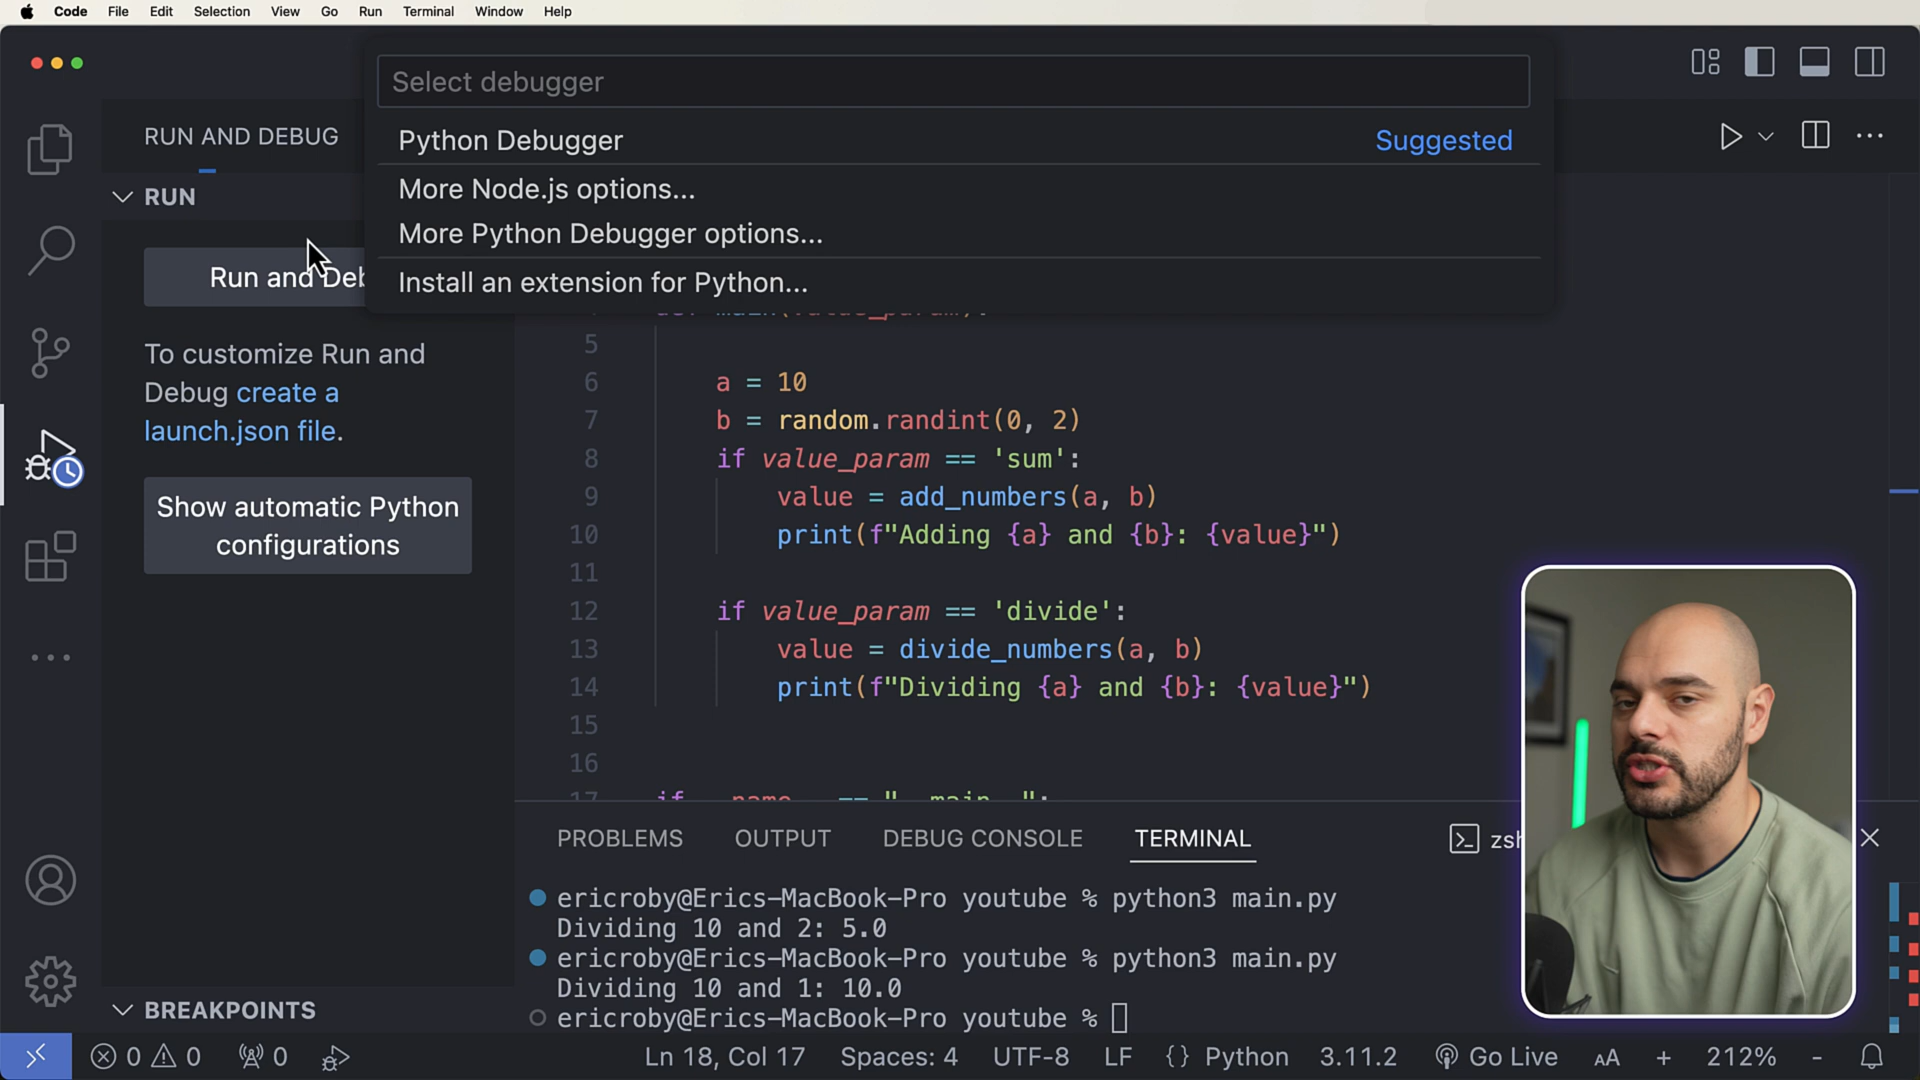 Code File Edit Selection View Go Run Terminal Window Help
Select debugger
RUN AND DEBUG
Python Debugger Suggested
More Node.js options...
More Python Debugger options...
Install an extension for Python...
RUN
Run and Deb
To customize Run and
Debug create a
launch.json file.
Show automatic Python
configurations
5
6 a = 10
7 b = random.randint(0, 2)
8 if value_param == 'sum':
9 value = add_numbers(a, b)
10 print(f"Adding {a} and {b}: {value}")
11
12 if value_param == 'divide':
13 value = divide_numbers(a, b)
14 print(f"Dividing {a} and {b}: {value}")
15
16
PROBLEMS OUTPUT DEBUG CONSOLE TERMINAL zsh
ericroby@Erics-MacBook-Pro youtube % python3 main.py
Dividing 10 and 2: 5.0
ericroby@Erics-MacBook-Pro youtube % python3 main.py
Dividing 10 and 1: 10.0
ericroby@Erics-MacBook-Pro youtube %
BREAKPOINTS
0 0 0 Ln 18, Col 17 Spaces: 4 UTF-8 LF {} Python 3.11.2 Go Live AA + 212% -